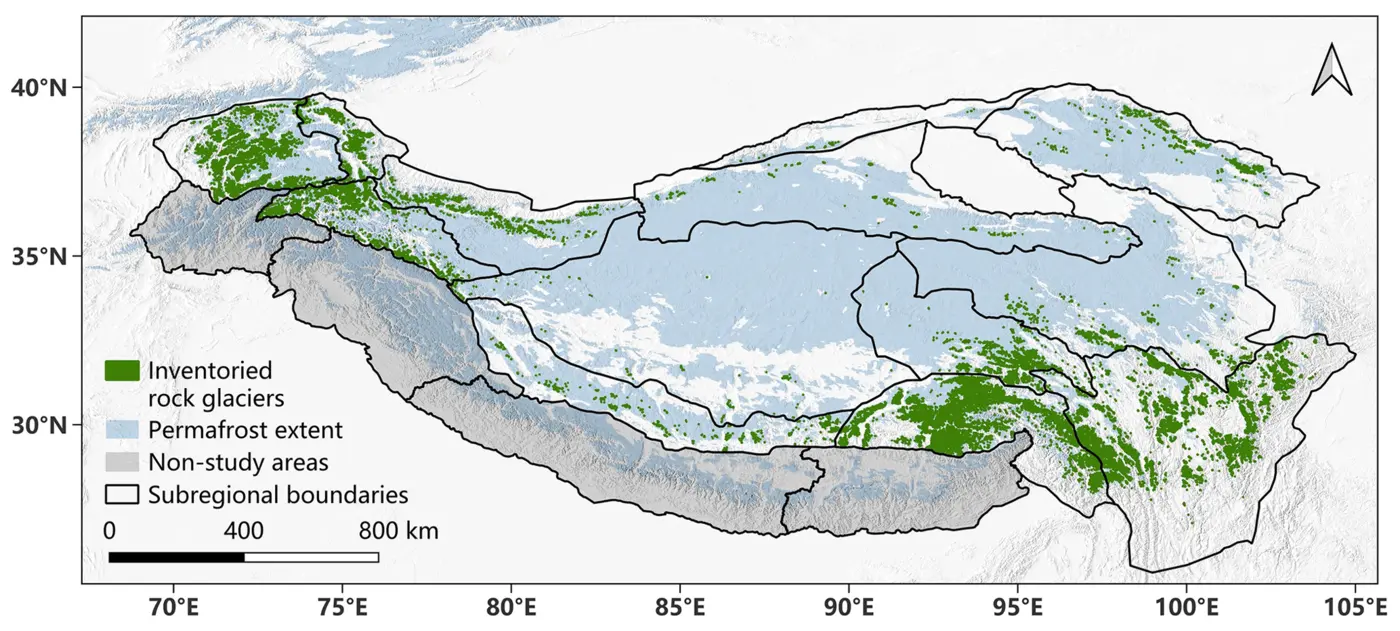 40°N
35°N
30°N
Inventoried
rock glaciers
Permafrost extent
Non-study areas
Subregional boundaries
0 400 800 km
70°E 75°E 80°E 85°E 90°E 95°E 100°E 105°E